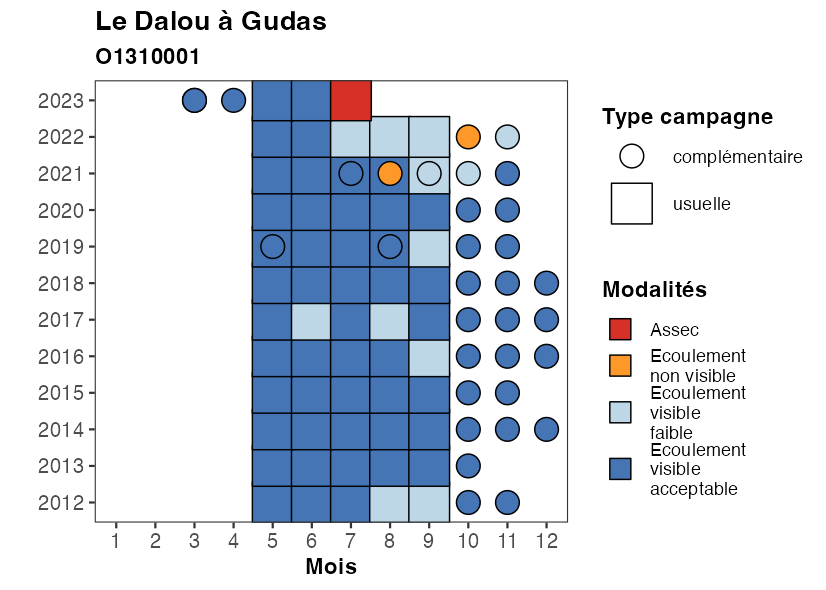 Le Dalou à Gudas
O1310001
2023
2022
2021
2020
2019
2018
2017
2016
2015
2014
2013
2012
1 2 3 4 5 6 7 8 9 10 11 12
Mois
Type campagne
complémentaire
usuelle
Modalités
Assec
Ecoulement
non visible
Ecoulement
visible
faible
Ecoulement
visible
acceptable